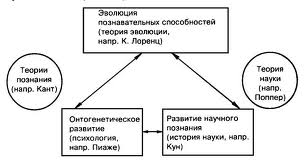 Эволюция
познавательных способностей
(теория эволюции,
напр. К. Лоренц)
Теории
познания
(напр. Кант)
Теория
науки
(напр.
Поппер)
Онтогенетическое
развитие
(психология,
напр. Пиаже)
Развитие научного
познания
(история науки, напр.
Кун)